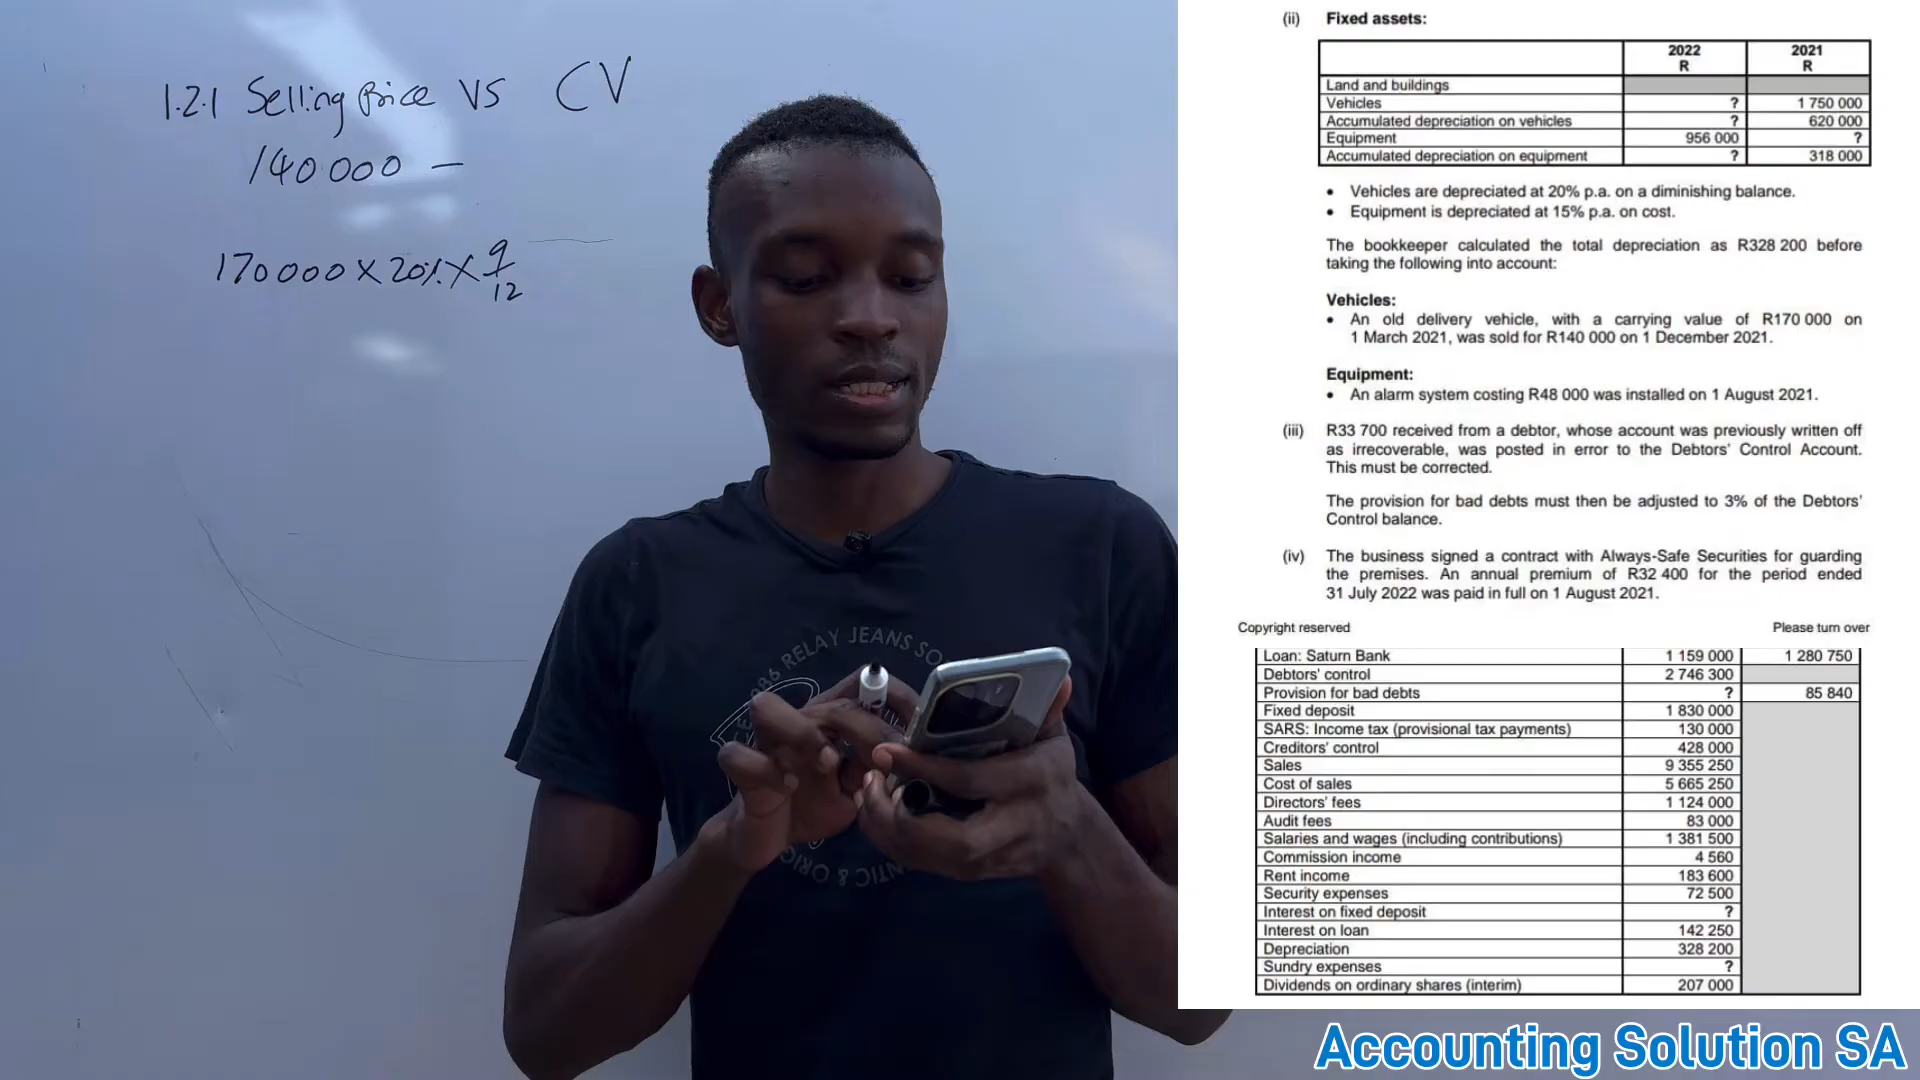 1.2.1 Selling Price VS CV
140000 –
170000 X 20% X 9/12
RELAY JEANS SO
(ii) Fixed assets:
2022 R 2021 R
Land and buildings
Vehicles ? 1 750 000
Accumulated depreciation on vehicles ? 620 000
Equipment 956 000 ?
Accumulated depreciation on equipment ? 318 000
• Vehicles are depreciated at 20% p.a. on a diminishing balance.
• Equipment is depreciated at 15% p.a. on cost.
The bookkeeper calculated the total depreciation as R328 200 before
taking the following into account:
Vehicles:
• An old delivery vehicle, with a carrying value of R170 000 on
1 March 2021, was sold for R140 000 on 1 December 2021.
Equipment:
• An alarm system costing R48 000 was installed on 1 August 2021.
(iii) R33 700 received from a debtor, whose account was previously written off
as irrecoverable, was posted in error to the Debtors' Control Account.
This must be corrected.
The provision for bad debts must then be adjusted to 3% of the Debtors'
Control balance.
(iv) The business signed a contract with Always-Safe Securities for guarding
the premises. An annual premium of R32 400 for the period ended
31 July 2022 was paid in full on 1 August 2021.
Copyright reserved Please turn over
Loan: Saturn Bank 1 159 000 1 280 750
Debtors' control 2 746 300
Provision for bad debts ? 85 840
Fixed deposit 1 830 000
SARS: Income tax (provisional tax payments) 130 000
Creditors' control 428 000
Sales 9 355 250
Cost of sales 5 665 250
Directors' fees 1 124 000
Audit fees 83 000
Salaries and wages (including contributions) 1 381 500
Commission income 4 560
Rent income 183 600
Security expenses 72 500
Interest on fixed deposit ?
Interest on loan 142 250
Depreciation 328 200
Sundry expenses ?
Dividends on ordinary shares (interim) 207 000
Accounting Solution SA